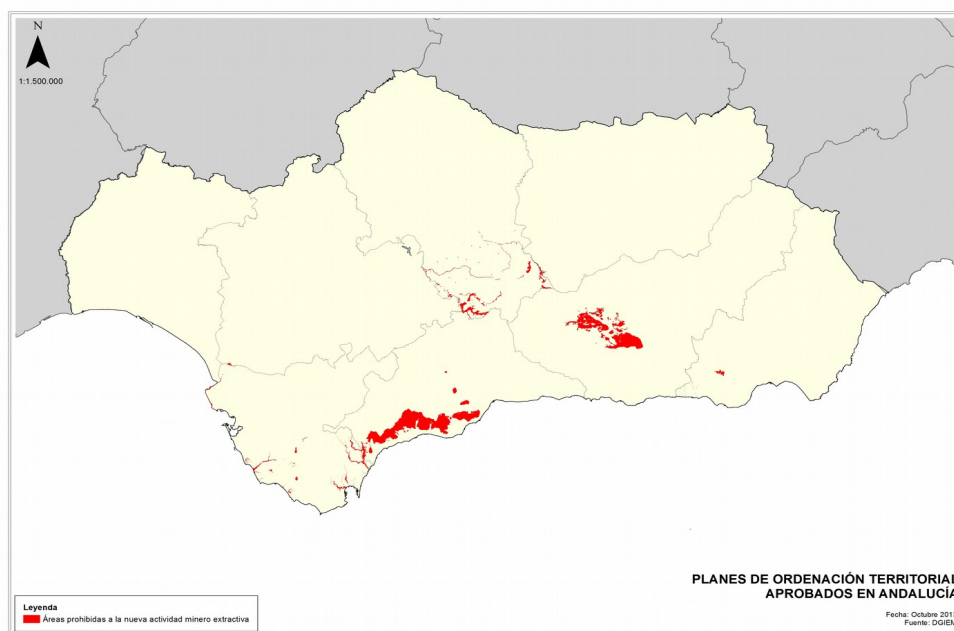 N
1:1.500.000
PLANES DE ORDENACIÓN TERRITORIAL
APROBADOS EN ANDALUCÍA
Leyenda
Áreas prohibidas a la nueva actividad minero extractiva
Fecha: Octubre
Fuente: DGIEM